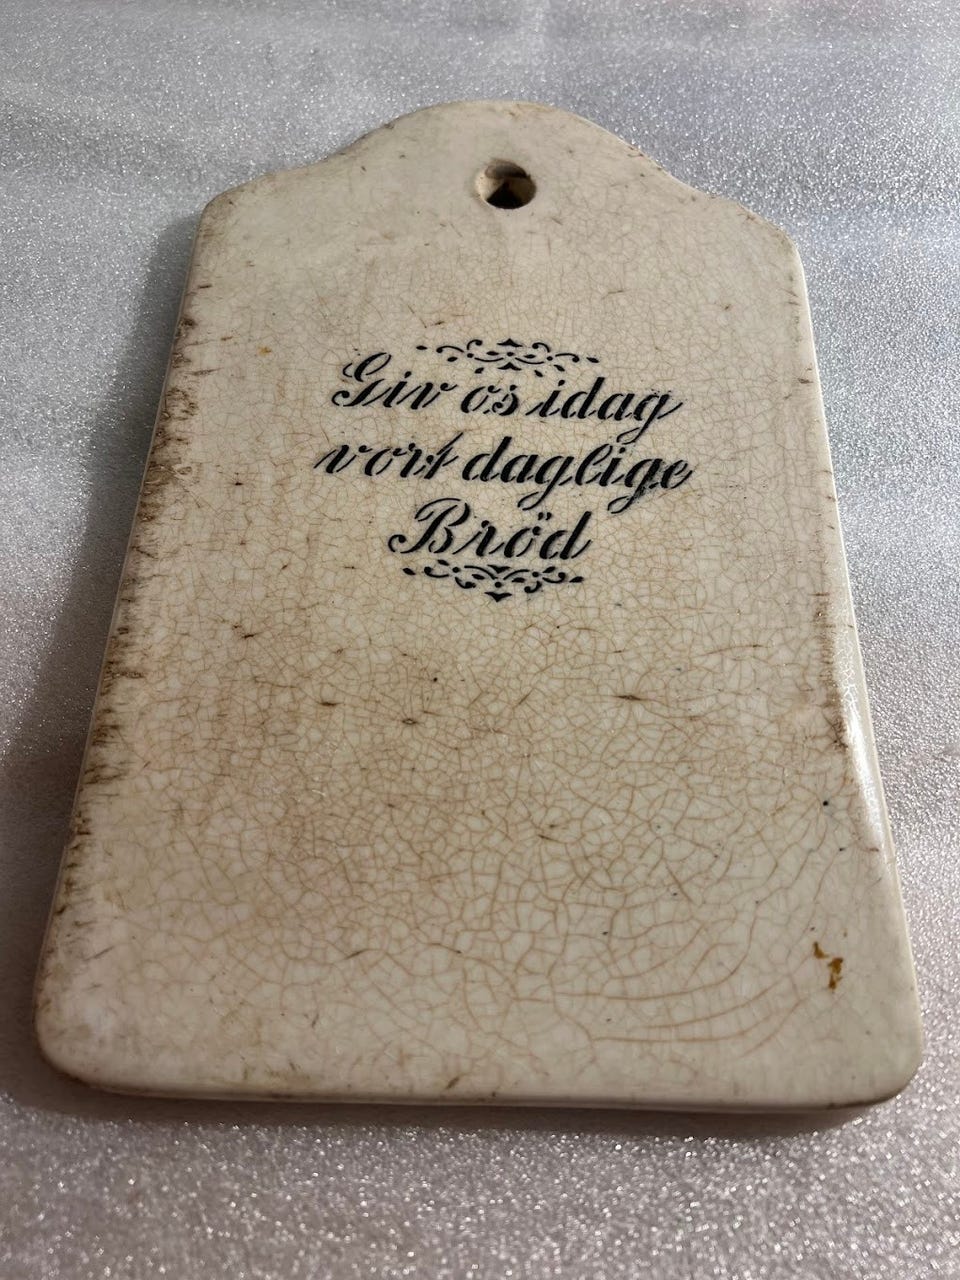 Giv os idag
vort daglige
Bröd